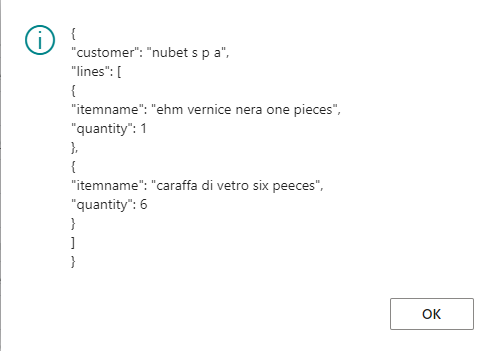 {
"customer": "nubet s p a",
"lines": [
{
"itemname": "ehm vernice nera one pieces",
"quantity": 1
},
{
"itemname": "caraffa di vetro six peeces",
"quantity": 6
}
]
}
OK